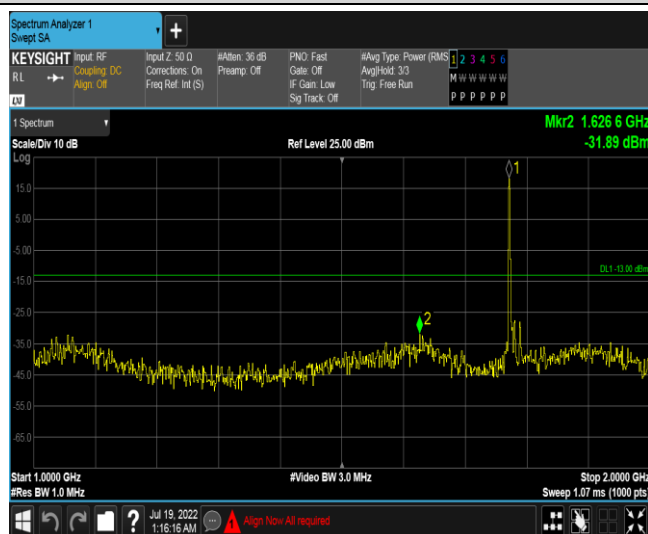 Spectrum Analyzer 1
Swept SA
+
KEYSIGHT Input: RF Input Z: 50 Ω #Atten: 36 dB PNO: Fast #Avg Type: Power (RMS 1 2 3 4 5 6
R L Coupling: DC Corrections: On Preamp: Off Gate: Off Avg|Hold: 3/3 M W W W W W
Align: Off Freq Ref: Int (S) IF Gain: Low Trig: Free Run
Sig Track: Off P P P P P P
LXI
1 Spectrum Mkr2 1.626 6 GHz
Scale/Div 10 dB Ref Level 25.00 dBm -31.89 dBm
Log
1
15.0
5.00
-5.00
DL1 -13.00 dBm
-15.0
-25.0
2
-35.0
-45.0
-55.0
-65.0
Start 1.0000 GHz #Video BW 3.0 MHz Stop 2.0000 GHz
#Res BW 1.0 MHz Sweep 1.07 ms (1000 pts)
? Jul 19, 2022
1:16:16 AM Align Now All required